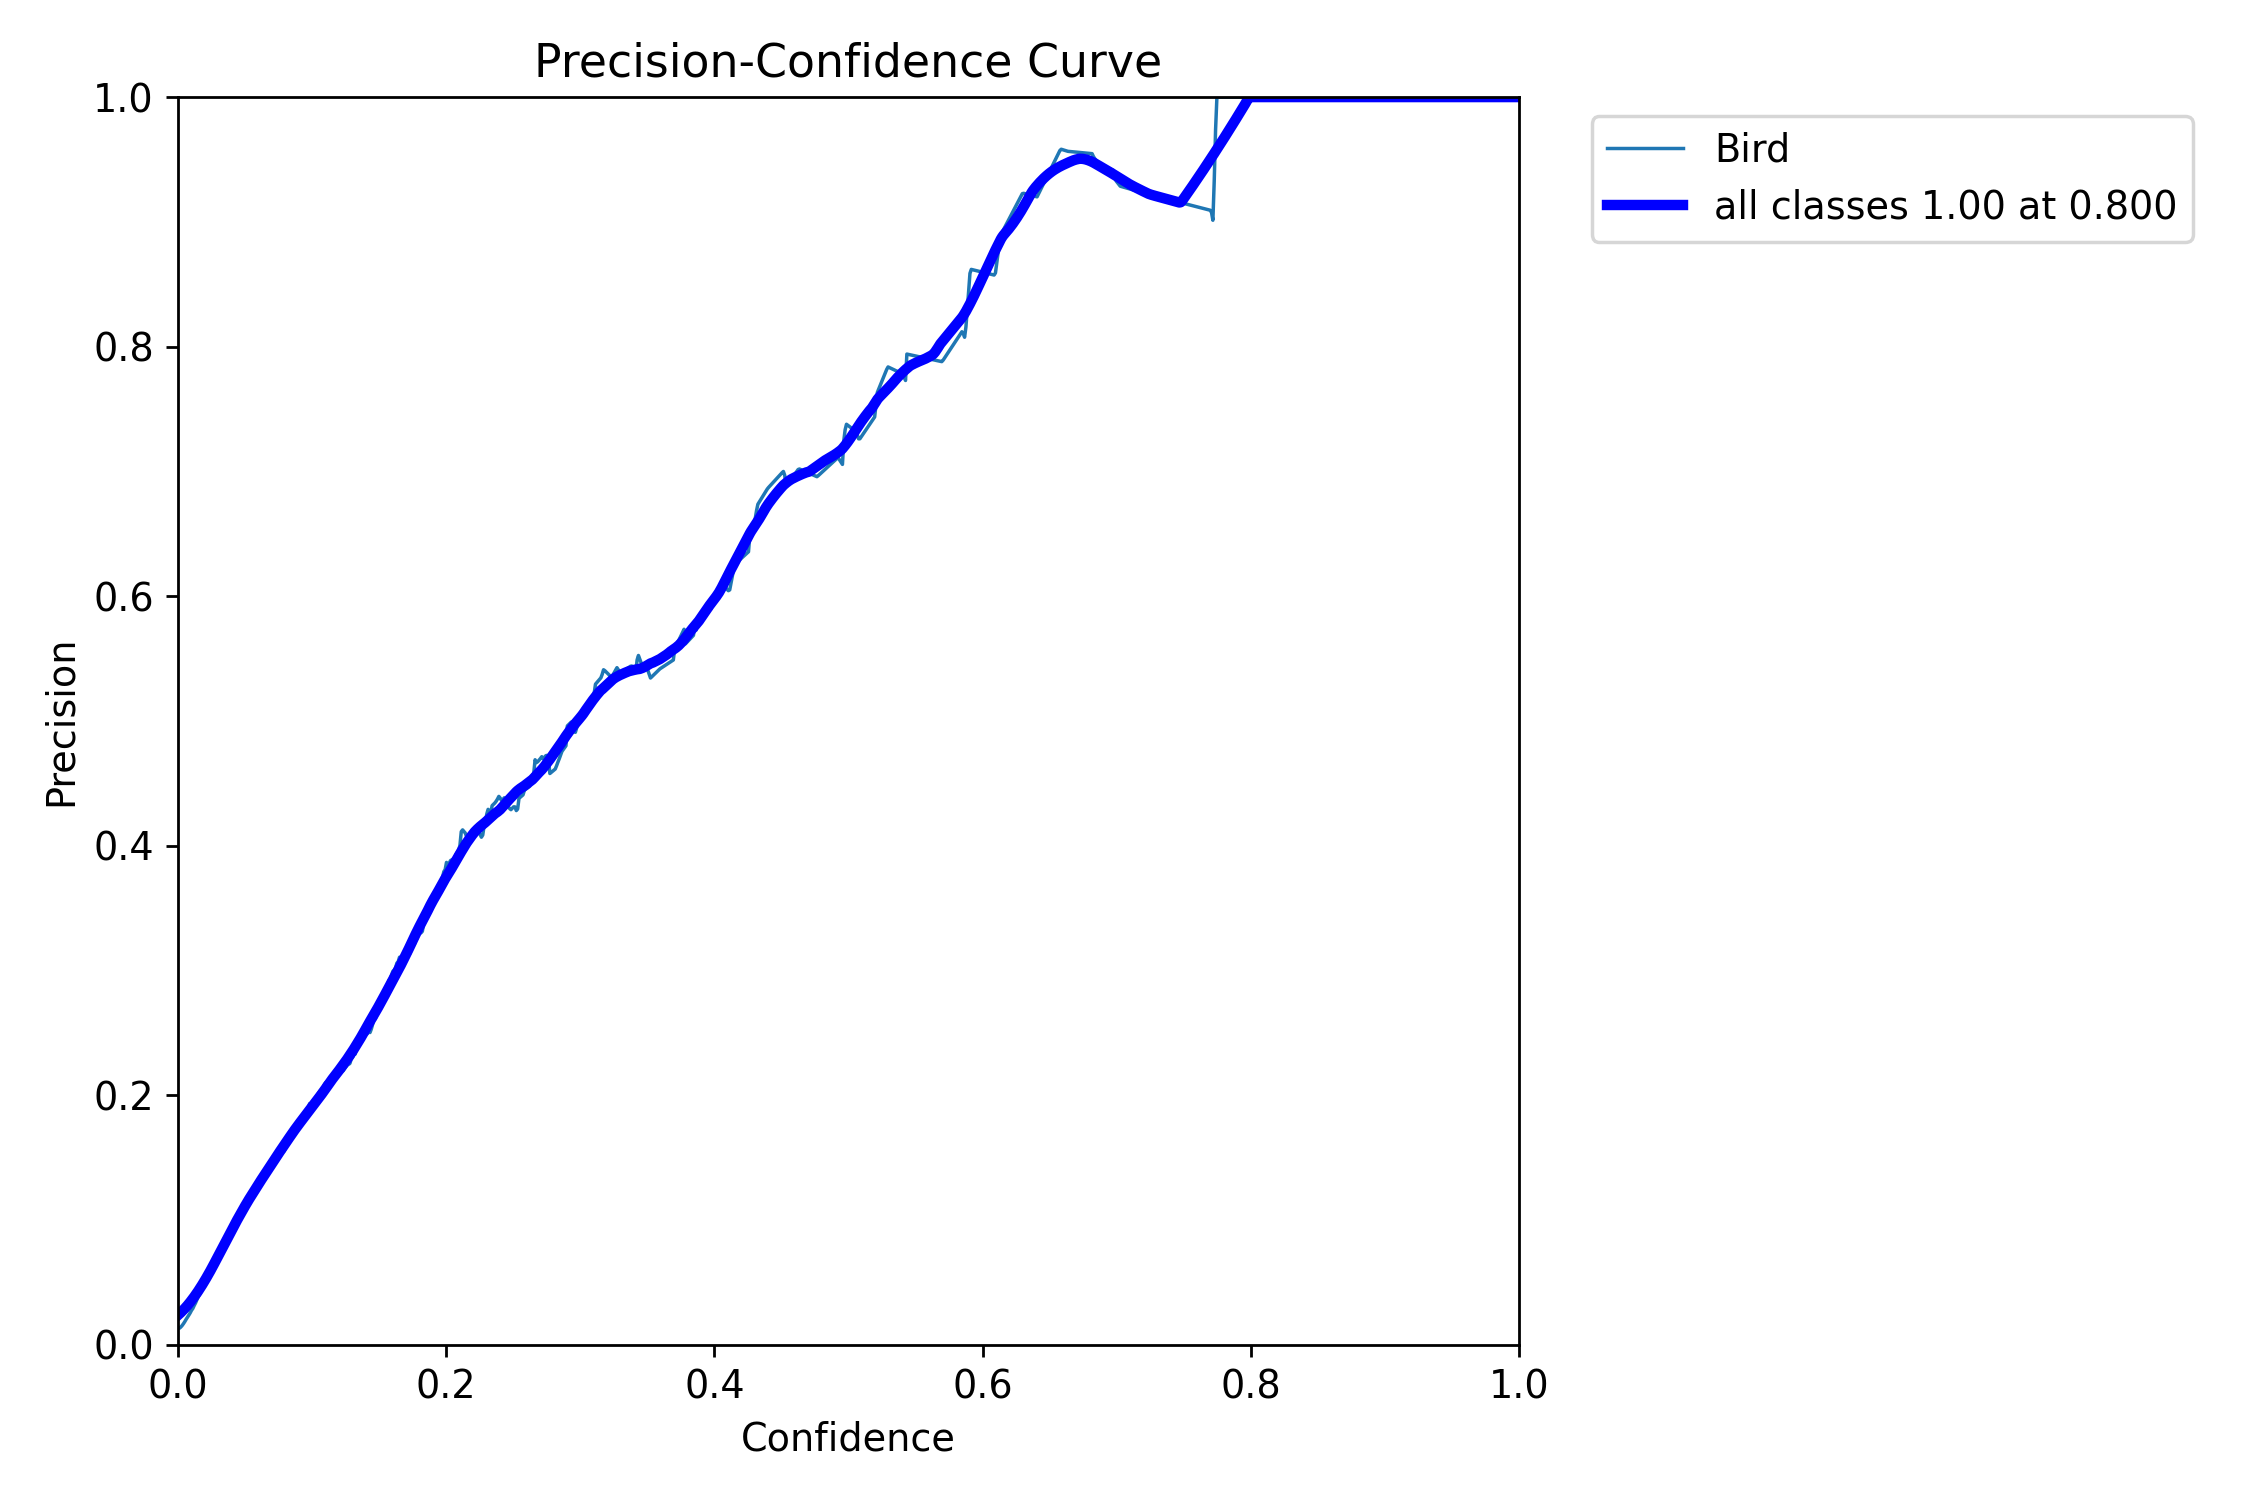 Precision-Confidence Curve
1.0
0.8
0.6
0.4
0.2
0.0
Precision
0.0 0.2 0.4 0.6 0.8 1.0
Confidence
Bird
all classes 1.00 at 0.800